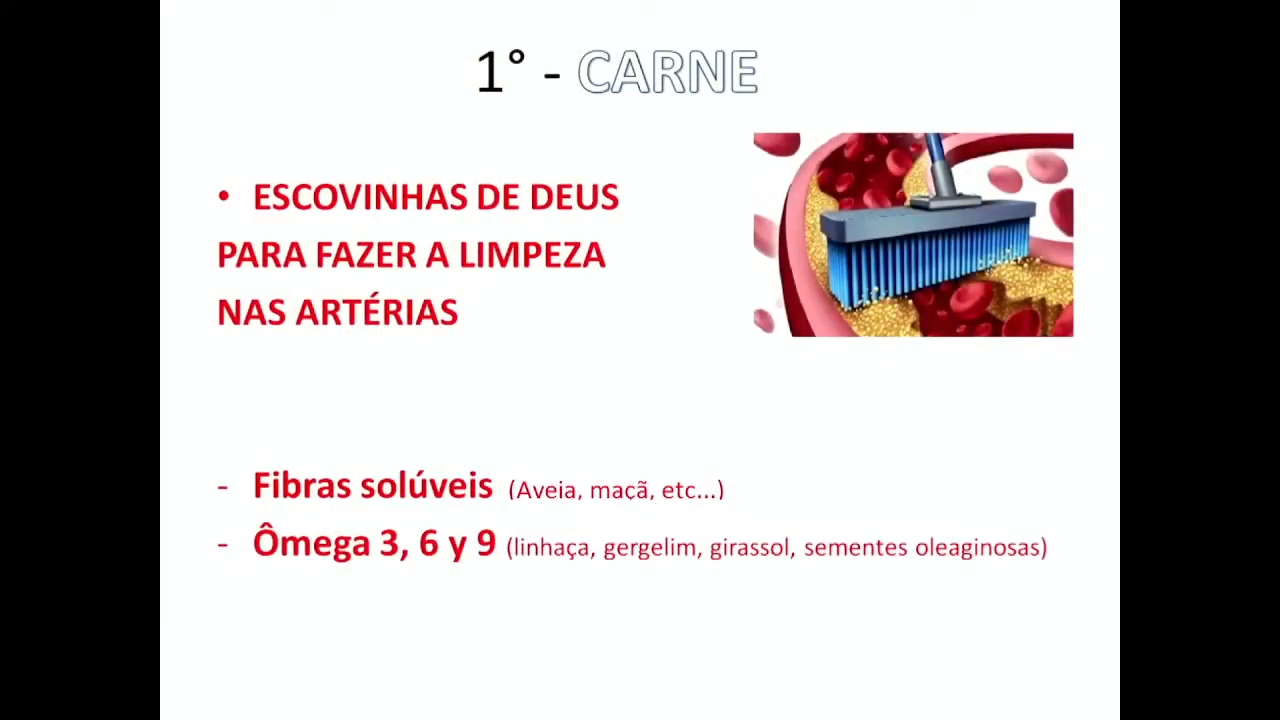 1° - CARNE
• ESCOVINHAS DE DEUS
PARA FAZER A LIMPEZA
NAS ARTÉRIAS
- Fibras solúveis (Aveia, maçã, etc...)
- Ômega 3, 6 y 9 (linhaça, gergelim, girassol, sementes oleaginosas)